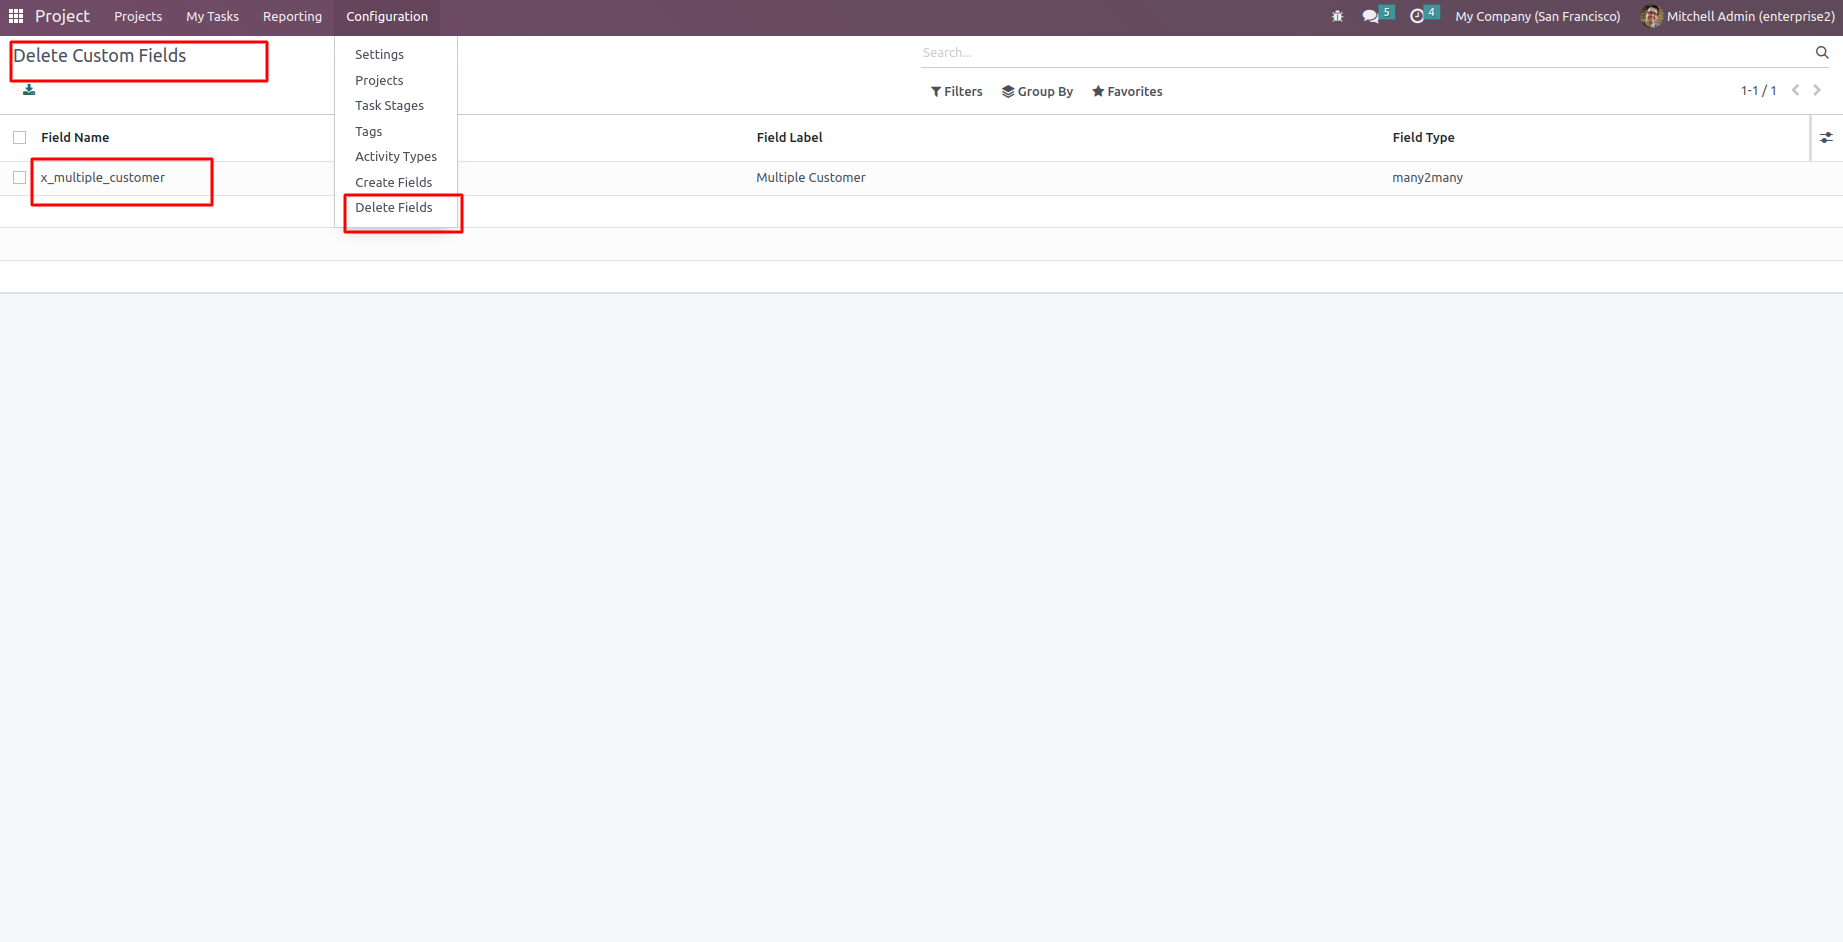 Project Projects My Tasks Reporting Configuration 5 4 My Company (San Francisco) Mitchell Admin (enterprise2)
Delete Custom Fields
Search...
Filters Group By Favorites 1-1 / 1
Settings
Projects
Task Stages
Tags
Activity Types
Create Fields
Delete Fields
Field Name Field Label Field Type
x_multiple_customer Multiple Customer many2many